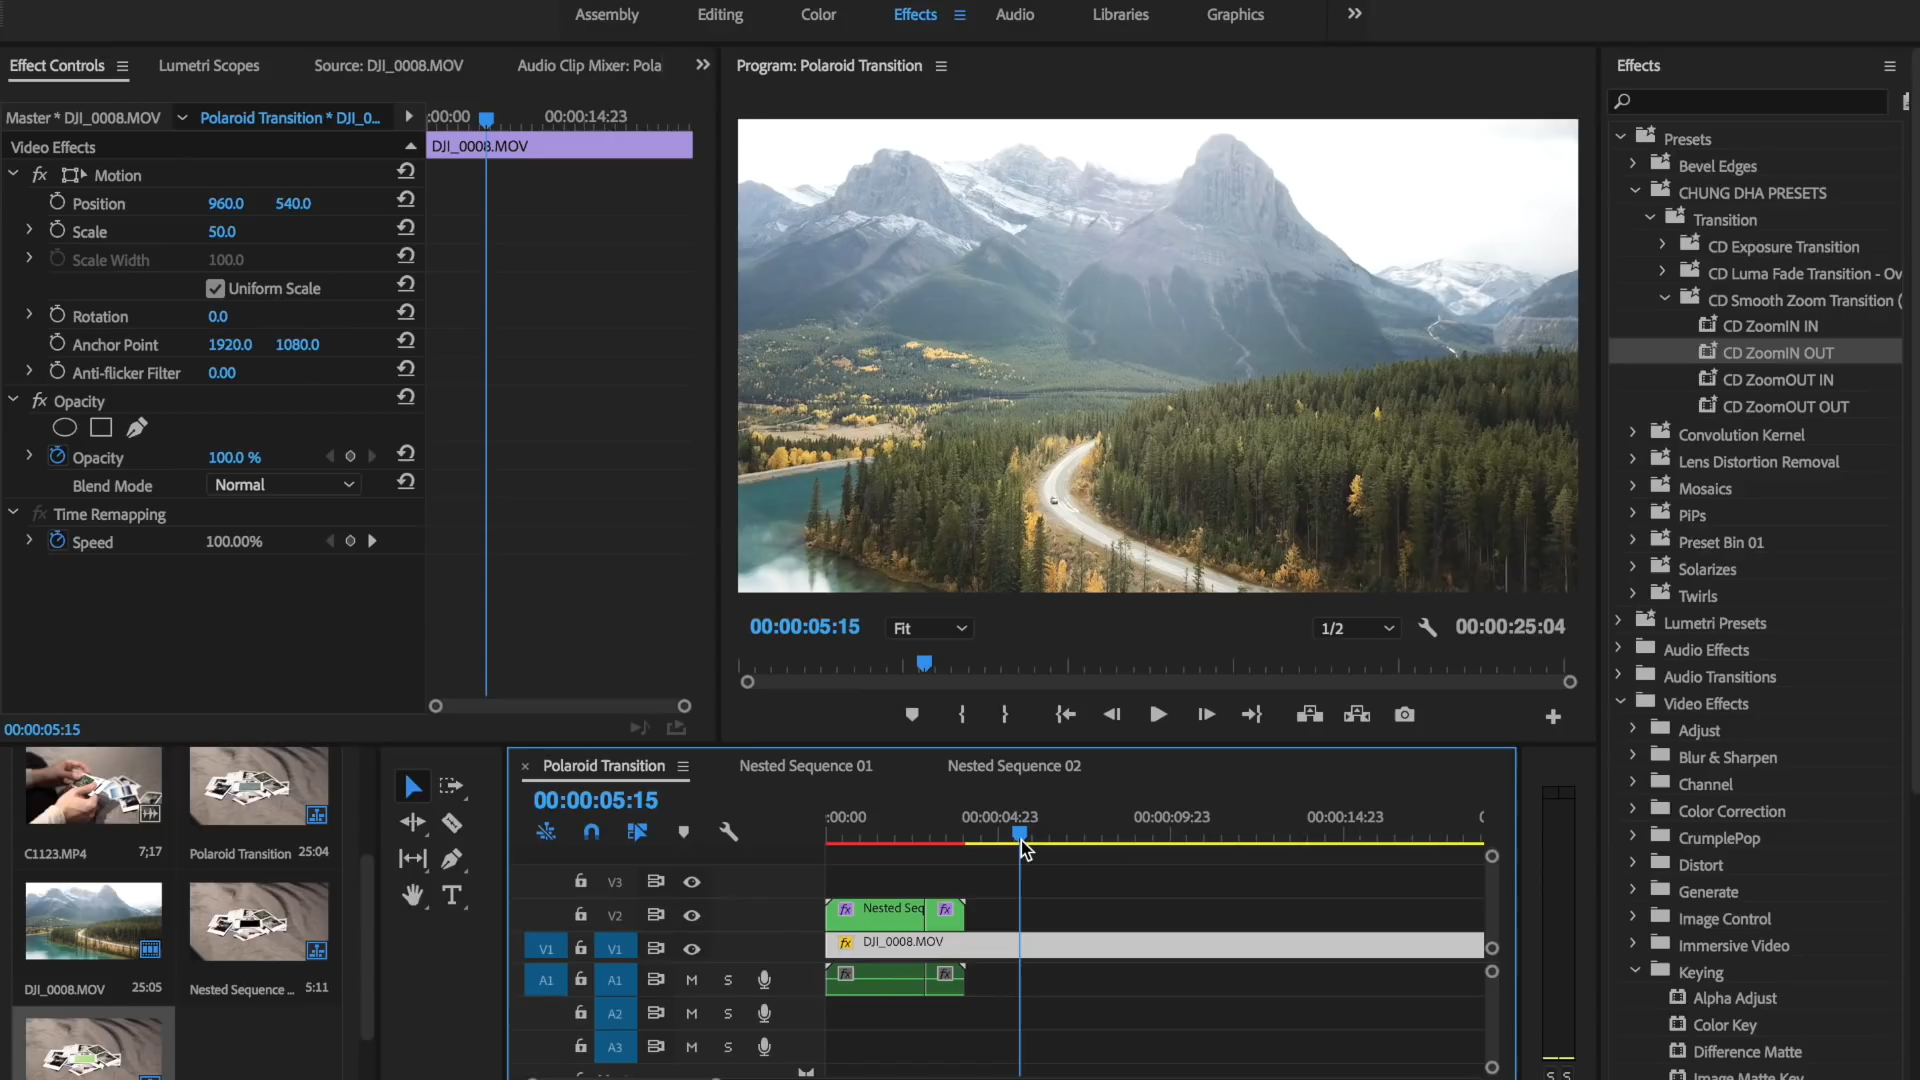 Assembly
Editing
Color
Effects
Audio
Libraries
Graphics
Effect Controls
Lumetri Scopes
Source: DJI_0008.MOV
Audio Clip Mixer: Pola
Program: Polaroid Transition
Effects
Master * DJI_0008.MOV
Polaroid Transition * DJI_0...
:00:00
00:00:14:23
Video Effects
DJI_0008.MOV
fx Motion
Position 960.0 540.0
Scale 50.0
Scale Width 100.0
Uniform Scale
Rotation 0.0
Anchor Point 1920.0 1080.0
Anti-flicker Filter 0.00
fx Opacity
Opacity 100.0 %
Blend Mode Normal
fx Time Remapping
Speed 100.00%
00:00:05:15
00:00:05:15
Fit
1/2
00:00:25:04
Presets
Bevel Edges
CHUNG DHA PRESETS
Transition
CD Exposure Transition
CD Luma Fade Transition - Ov
CD Smooth Zoom Transition (
CD ZoomIN IN
CD ZoomIN OUT
CD ZoomOUT IN
CD ZoomOUT OUT
Convolution Kernel
Lens Distortion Removal
Mosaics
PiPs
Preset Bin 01
Solarizes
Twirls
Lumetri Presets
Audio Effects
Audio Transitions
Video Effects
Adjust
Blur & Sharpen
Channel
Color Correction
CrumplePop
Distort
Generate
Image Control
Immersive Video
Keying
Alpha Adjust
Color Key
Difference Matte
Image Matte Key
C1123.MP4 7;17
Polaroid Transition 25:04
DJI_0008.MOV 25:05
Nested Sequence ... 5:11
T
× Polaroid Transition
Nested Sequence 01
Nested Sequence 02
00:00:05:15
:00:00
00:00:04:23
00:00:09:23
00:00:14:23
V3
V2
fx Nested Seq fx
V1 V1
fx DJI_0008.MOV
A1 A1 M S
fx fx
A2 M S
A3 M S
S S